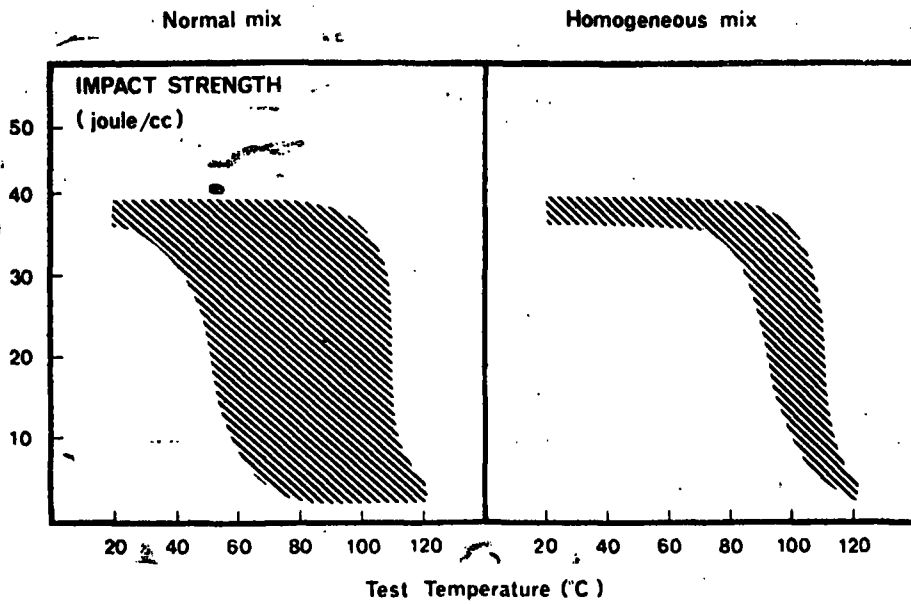 Normal mix Homogeneous mix
IMPACT STRENGTH
(joule/cc)
50
40
30
20
10
20 40 60 80 100 120 20 40 60 80 100 120
Test Temperature (°C)